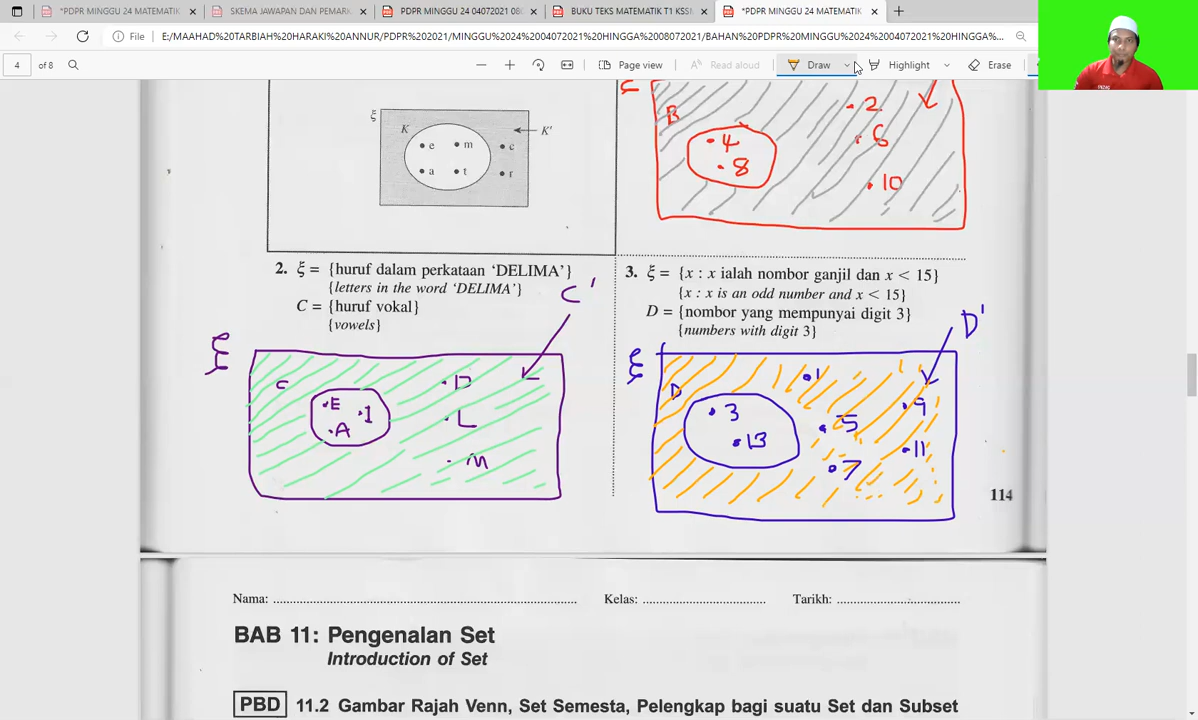 *PDPR MINGGU 24 MATEMATIK
SKEMA JAWAPAN DAN PEMARK
PDPR MINGGU 24 04072021 080
BUKU TEKS MATEMATIK T1 KSSM
*PDPR MINGGU 24 MATEMATIK
File
E:/MAAHAD%20TARBIAH%20HARAKI%20ANNUR/PDPR%202021/MINGGU%2024%2004072021%20HINGGA%2008072021/BAHAN%20PDPR%20MINGGU%2024%2004072021%20HINGGA%...
4 of 8
Page view
Read aloud
Draw
Highlight
Erase
ξ
K
K'
• e • m • c
• a • t • r
ξ
B
• 2
• 4
• 6
• 8
• 10
2. ξ = {huruf dalam perkataan ‘DELIMA’}
{letters in the word ‘DELIMA’}
C = {huruf vokal}
{vowels}
C'
ξ
C
• E
• I
• A
• D
• L
• M
3. ξ = {x : x ialah nombor ganjil dan x < 15}
{x : x is an odd number and x < 15}
D = {nombor yang mempunyai digit 3}
{numbers with digit 3}
D'
ξ
D
• 1
• 3
• 9
• 5
• 13
• 11
• 7
114
Nama: ........ Kelas: ........ Tarikh: ........
BAB 11: Pengenalan Set
Introduction of Set
PBD 11.2 Gambar Rajah Venn, Set Semesta, Pelengkap bagi suatu Set dan Subset